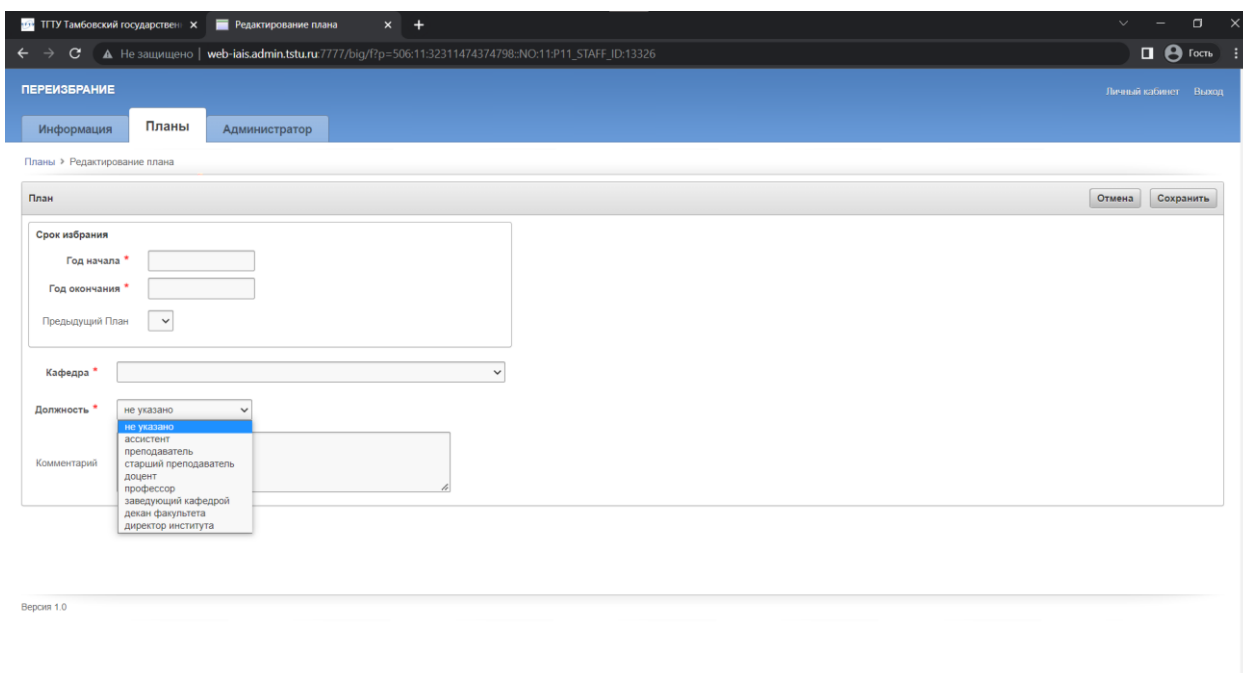 ТГТУ Тамбовский государствен
Редактирование плана
Не защищено | web-iais.admin.tstu.ru:7777/big/f?p=506:11:32311474374798::NO:11:P11_STAFF_ID:13326
Гость
ПЕРЕИЗБРАНИЕ
Личный кабинет Выход
Информация Планы Администратор
Планы > Редактирование плана
План
Отмена Сохранить
Срок избрания
Год начала *
Год окончания *
Предыдущий План
Кафедра *
Должность * не указано
не указано
ассистент
преподаватель
Комментарий старший преподаватель
доцент
профессор
заведующий кафедрой
декан факультета
директор института
Версия 1.0